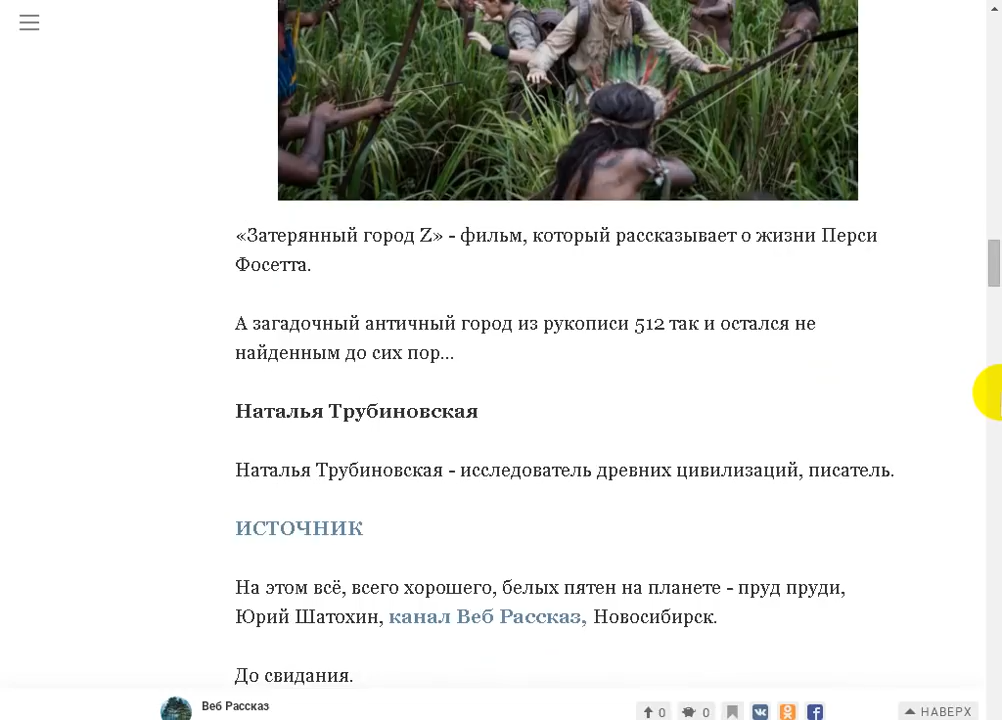 «Затерянный город Z» - фильм, который рассказывает о жизни Перси
Фосетта.
А загадочный античный город из рукописи 512 так и остался не
найденным до сих пор...
Наталья Трубиновская
Наталья Трубиновская - исследователь древних цивилизаций, писатель.
ИСТОЧНИК
На этом всё, всего хорошего, белых пятен на планете - пруд пруди,
Юрий Шатохин, канал Веб Рассказ, Новосибирск.
До свидания.
Веб Рассказ
0 0 НАВЕРХ